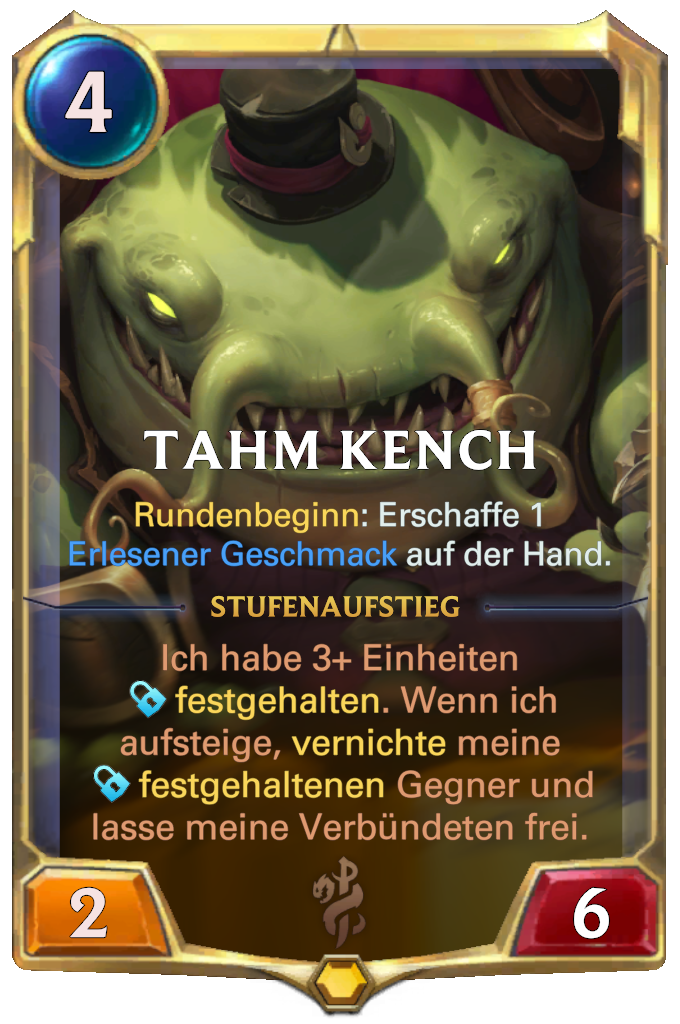 4
TAHM KENCH
Rundenbeginn: Erschaffe 1
Erlesener Geschmack auf der Hand.
STUFENAUFSTIEG
Ich habe 3+ Einheiten
festgehalten. Wenn ich
aufsteige, vernichte meine
festgehaltenen Gegner und
lasse meine Verbündeten frei.
2
6